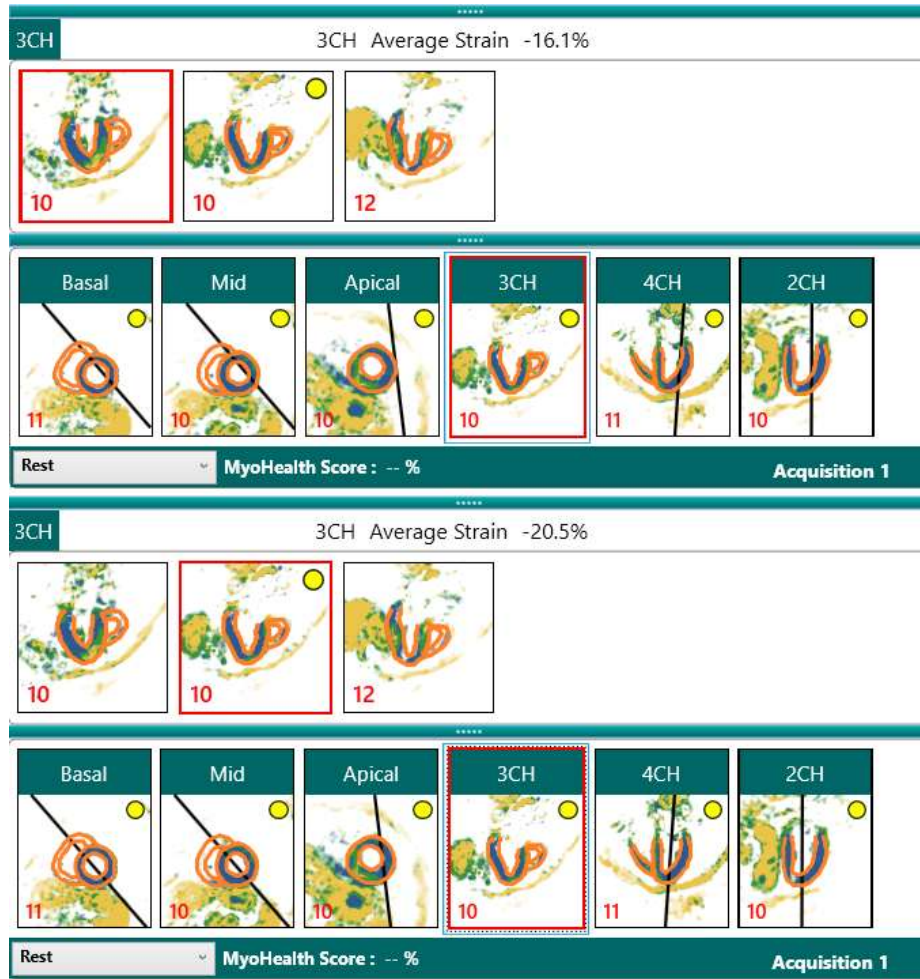 3CH 3CH Average Strain -16.1%
10 10 12
Basal Mid Apical 3CH 4CH 2CH
11 10 10 10 11 10
Rest MyoHealth Score : -- % Acquisition 1
3CH 3CH Average Strain -20.5%
10 10 12
Basal Mid Apical 3CH 4CH 2CH
11 10 10 10 11 10
Rest MyoHealth Score : -- % Acquisition 1